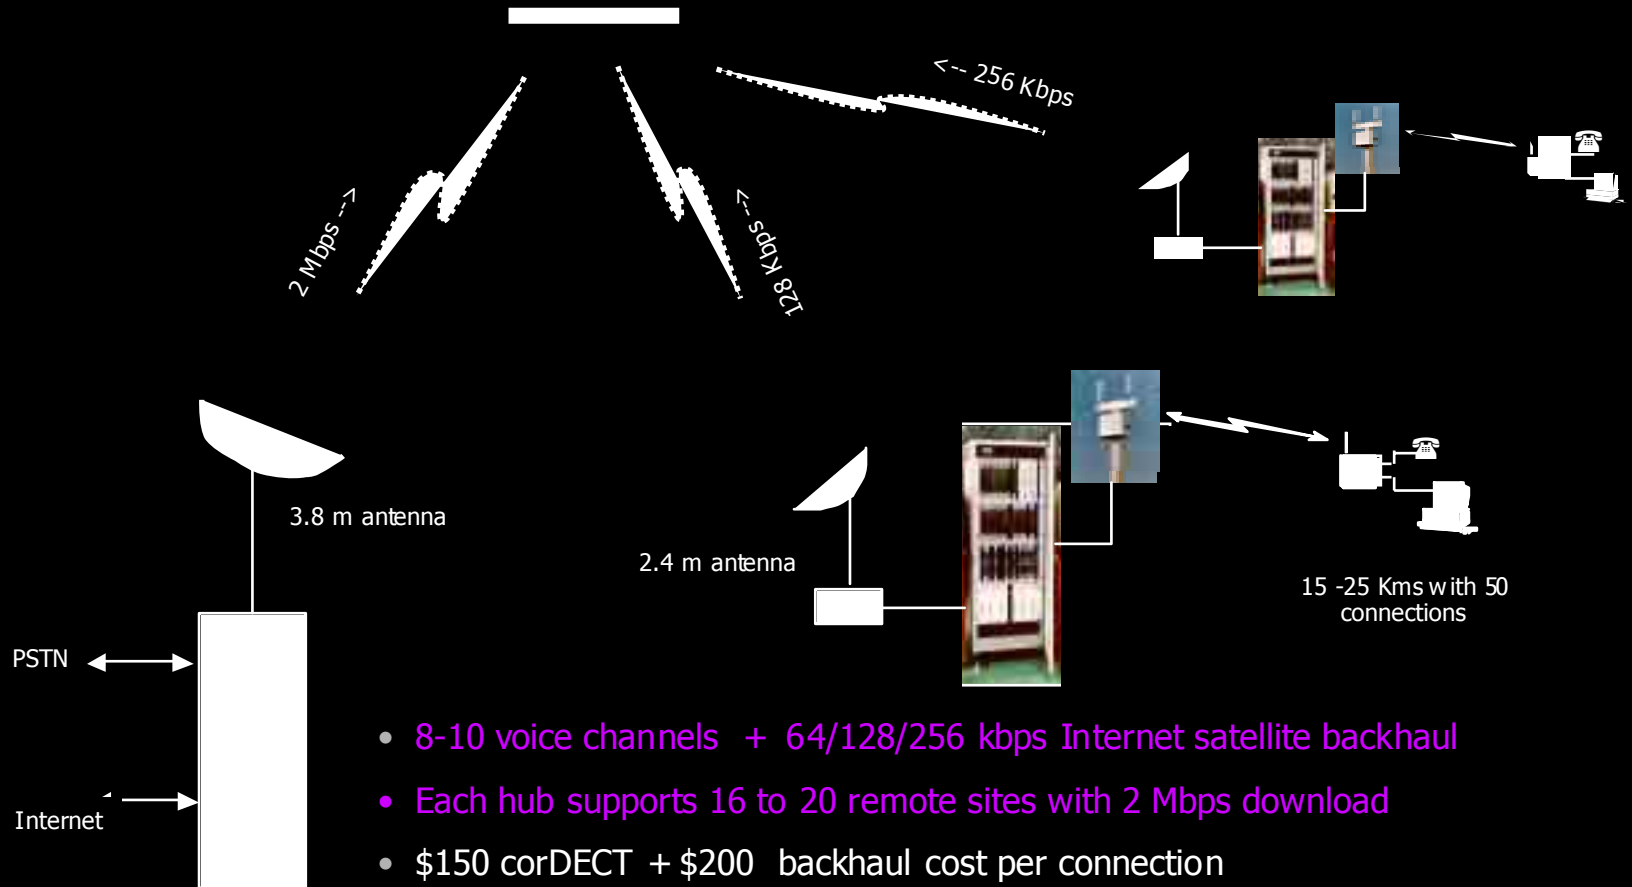 <-- 256 Kbps
2 Mbps -->
128 Kbps -->
3.8 m antenna
2.4 m antenna
15 -25 Kms with 50
connections
PSTN
Internet
• 8-10 voice channels + 64/128/256 kbps Internet satellite backhaul
• Each hub supports 16 to 20 remote sites with 2 Mbps download
• $150 corDECT + $200 backhaul cost per connection